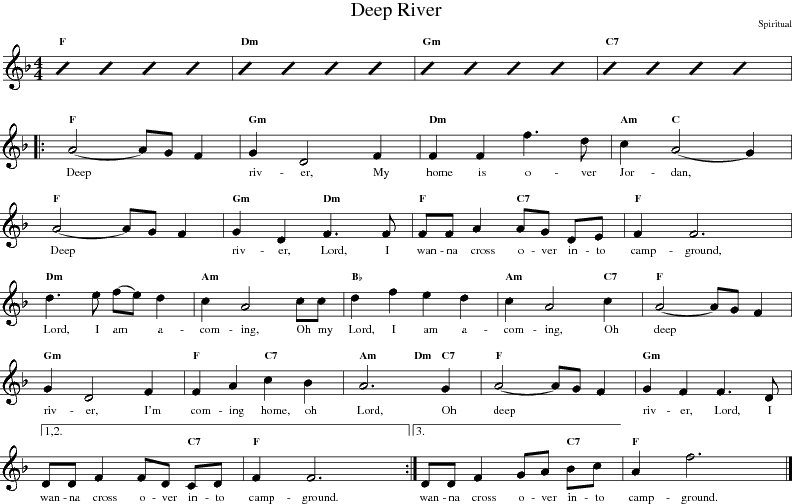 Deep River
Spiritual
F Dm Gm C7
4
4
F Gm Dm Am C
Deep riv - er, My home is o - ver Jor - dan,
F Gm Dm F C7 F
Deep riv - er, Lord, I wan - na cross o - ver in - to camp - ground,
Dm Am B♭ Am C7 F
Lord, I am a - com - ing, Oh my Lord, I am a - com - ing, Oh deep
Gm F C7 Am Dm C7 F Gm
riv - er, I'm com - ing home, oh Lord, Oh deep riv - er, Lord, I
1,2. 3.
C7 F C7 F
wan - na cross o - ver in - to camp - ground. wan - na cross o - ver in - to camp - ground.